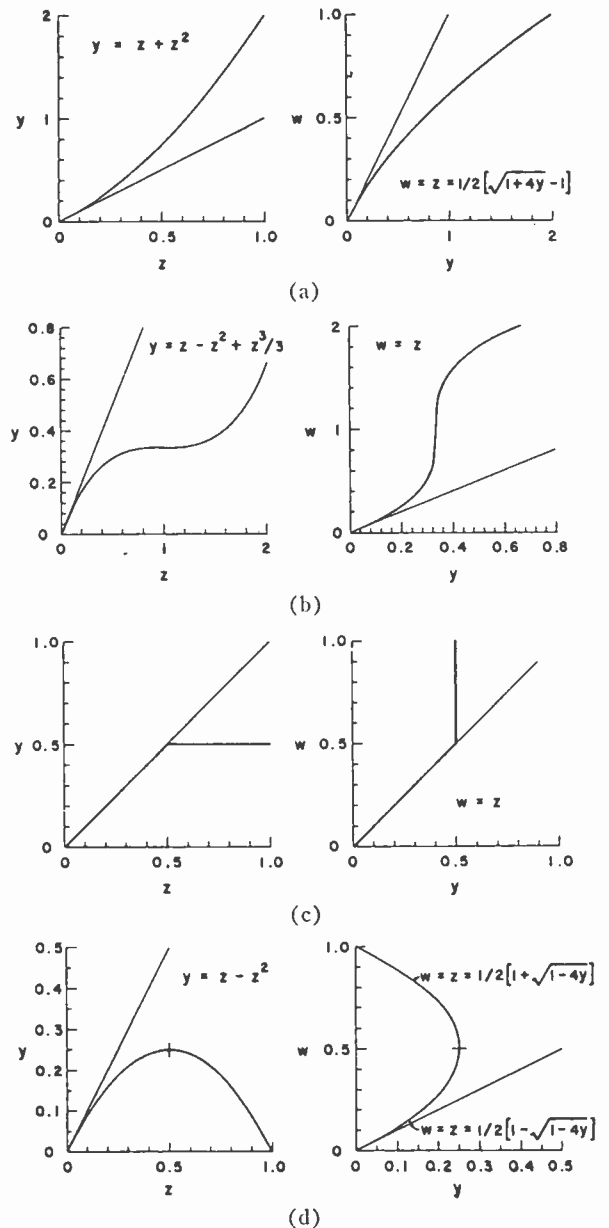 y = z + z²
2
1
0
y
0
0.5
1.0
z
w = z = 1/2 [√1+4y - 1]
1.0
0.5
0
w
0
1
2
y
(a)
y = z - z² + z³/3
0.8
0.6
0.4
0.2
0
y
0
1
2
z
w = z
2
1
0
w
0
0.2
0.4
0.6
0.8
y
(b)
1.0
0.5
0
y
0
0.5
1.0
z
w = z
1.0
0.5
0
w
0
0.5
1.0
y
(c)
y = z - z²
0.5
0.4
0.3
0.2
0.1
0
y
0
0.5
1.0
z
w = z = 1/2 [1 + √1-4y]
w = z = 1/2 [1 - √1-4y]
1.0
0.5
0
w
0
0.1
0.2
0.3
0.4
0.5
y
(d)